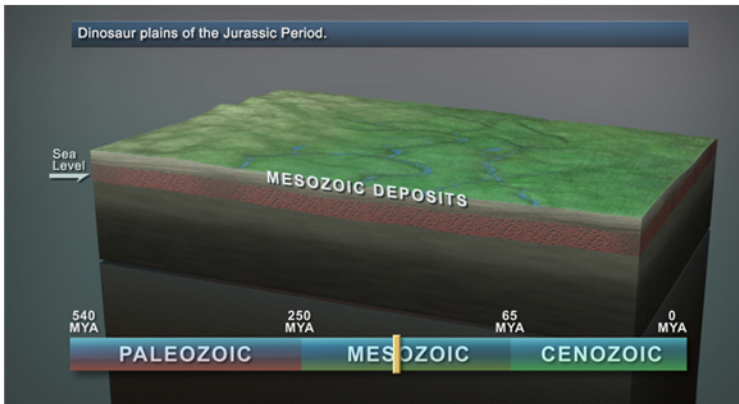 Dinosaur plains of the Jurassic Period.
Sea
Level
MESOZOIC DEPOSITS
540
MYA
250
MYA
65
MYA
0
MYA
PALEOZOIC
MESOZOIC
CENOZOIC